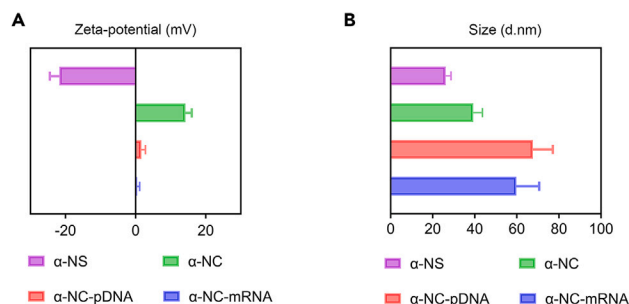 A
Zeta-potential (mV)
-20 0 20
α-NS α-NC
α-NC-pDNA α-NC-mRNA
B
Size (d.nm)
0 20 40 60 80 100
α-NS α-NC
α-NC-pDNA α-NC-mRNA